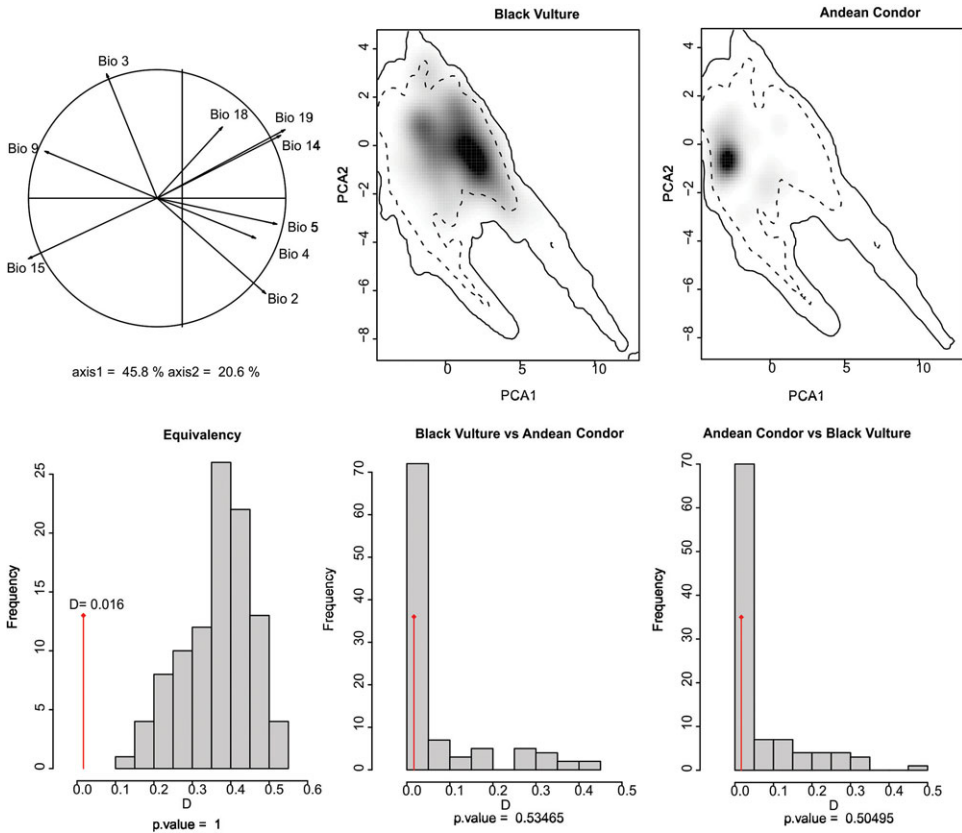 Black Vulture
Andean Condor
Bio 3
Bio 18
Bio 19
Bio 14
Bio 9
Bio 5
Bio 4
Bio 15
Bio 2
axis1 = 45.8 % axis2 = 20.6 %
4
2
0
-2
-4
-6
-8
PCA2
0
5
10
PCA1
4
2
0
-2
-4
-6
-8
PCA2
0
5
10
PCA1
Equivalency
25
20
15
10
5
0
Frequency
D= 0.016
0.0 0.1 0.2 0.3 0.4 0.5 0.6
D
p.value = 1
Black Vulture vs Andean Condor
70
60
50
40
30
20
10
0
Frequency
0.0 0.1 0.2 0.3 0.4 0.5
D
p.value = 0.53465
Andean Condor vs Black Vulture
70
60
50
40
30
20
10
0
Frequency
0.0 0.1 0.2 0.3 0.4 0.5
D
p.value = 0.50495